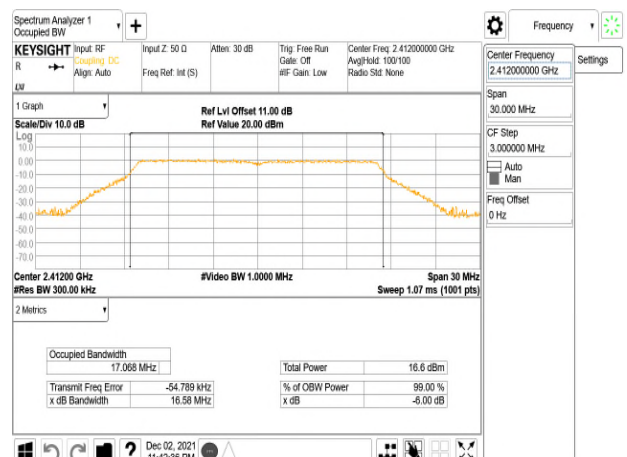 Spectrum Analyzer 1
Occupied BW
Frequency
KEYSIGHT
Input: RF
Coupling: DC
Align: Auto
Input Z: 50 Ω
Freq Ref: Int (S)
Atten: 30 dB
Trig: Free Run
Gate: Off
#IF Gain: Low
Center Freq: 2.412000000 GHz
Avg|Hold: 100/100
Radio Std: None
R
Center Frequency
2.412000000 GHz
Settings
Span
30.000 MHz
CF Step
3.000000 MHz
Auto
Man
Freq Offset
0 Hz
1 Graph
Scale/Div 10.0 dB
Ref Lvl Offset 11.00 dB
Ref Value 20.00 dBm
Log
10.0
0.00
-10.0
-20.0
-30.0
-40.0
-50.0
-60.0
-70.0
Center 2.41200 GHz
#Video BW 1.0000 MHz
Span 30 MHz
#Res BW 300.00 kHz
Sweep 1.07 ms (1001 pts)
2 Metrics
Occupied Bandwidth
17.068 MHz
Total Power 16.6 dBm
Transmit Freq Error -54.789 kHz
% of OBW Power 99.00 %
x dB Bandwidth 16.58 MHz
x dB -6.00 dB
?
Dec 02, 2021